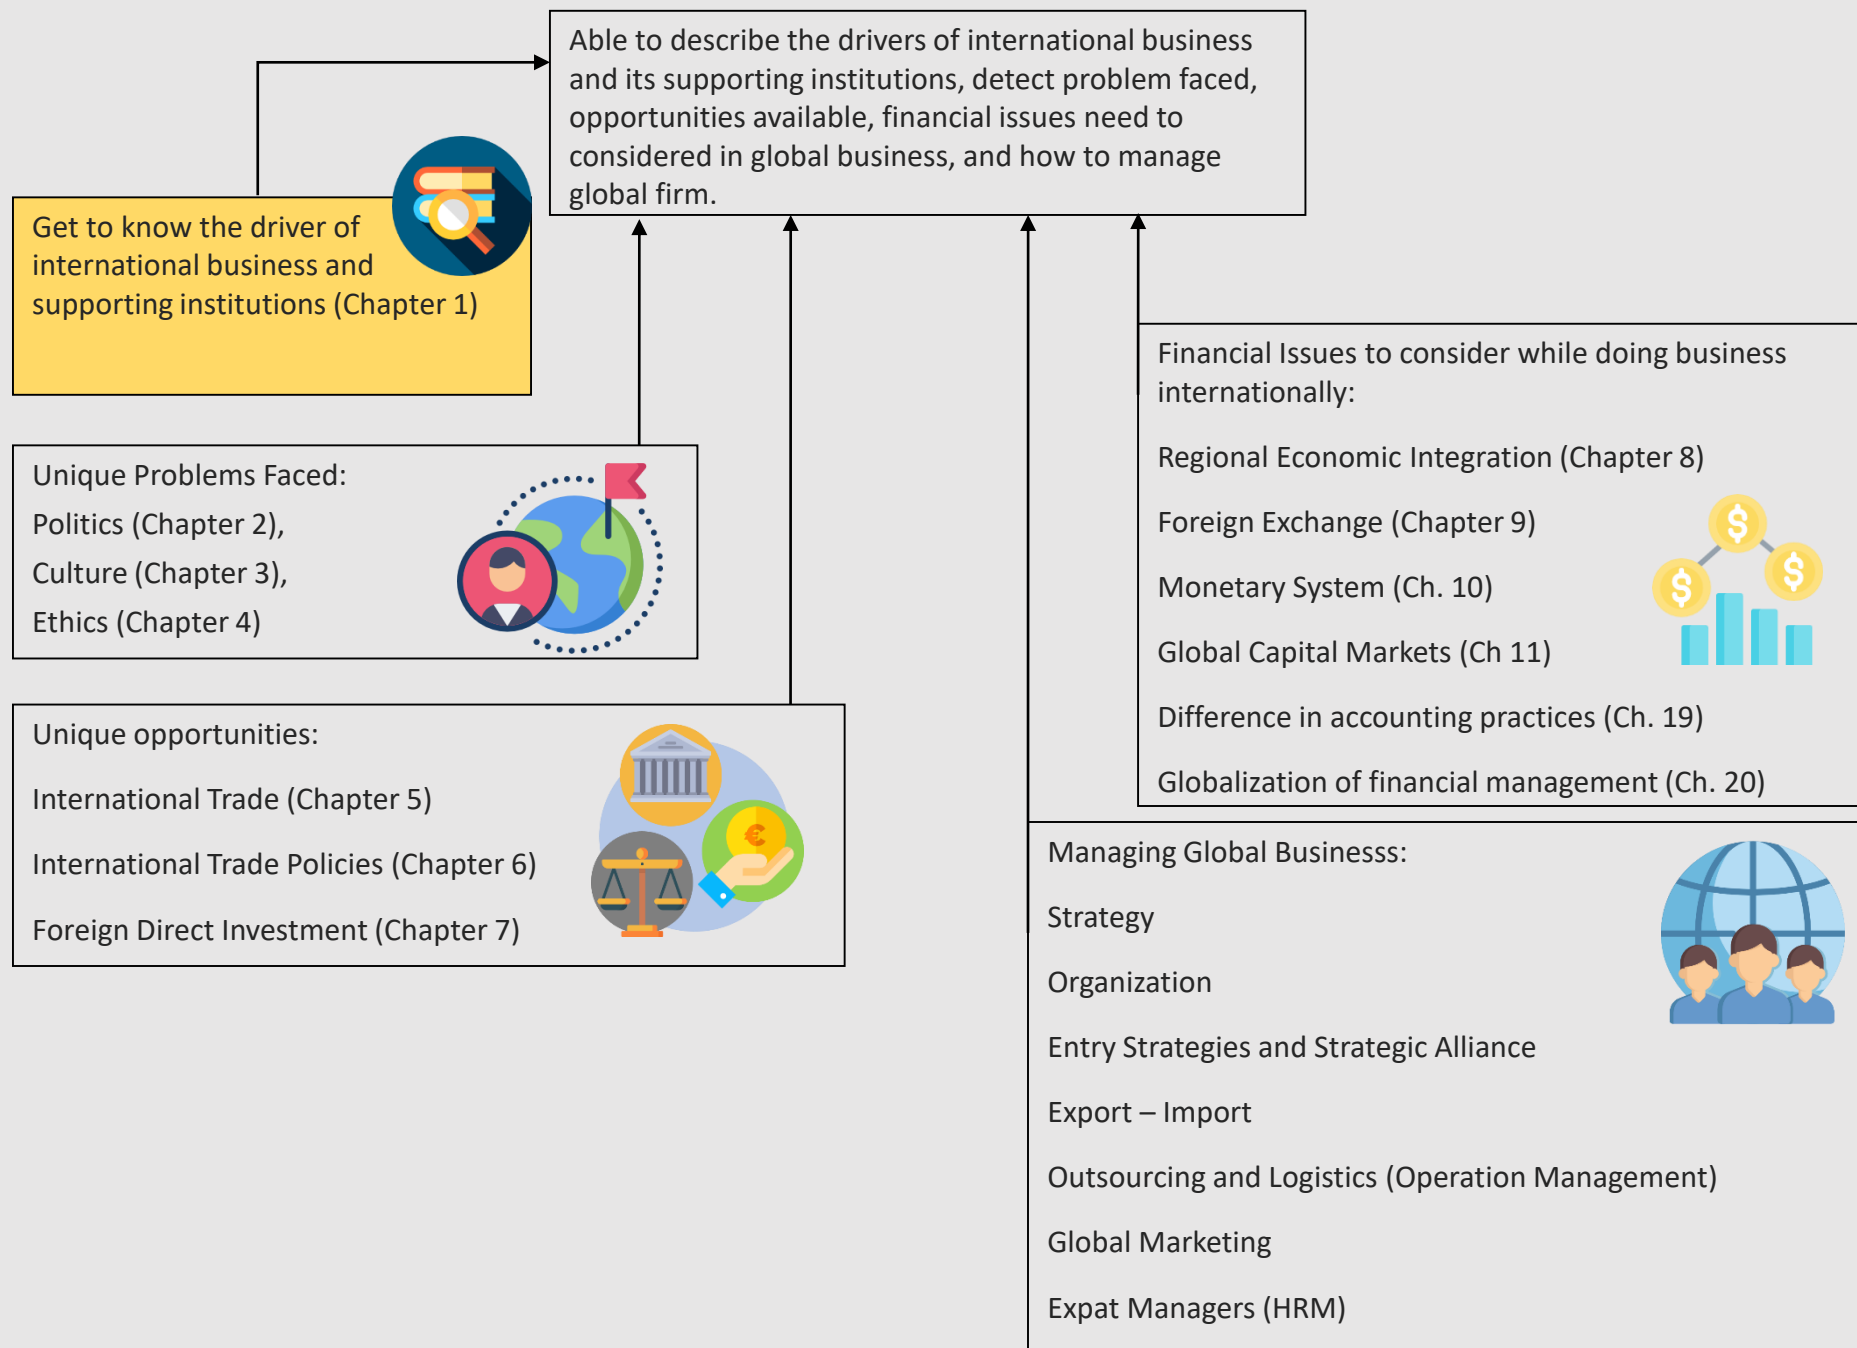 Able to describe the drivers of international business
and its supporting institutions, detect problem faced,
opportunities available, financial issues need to
considered in global business, and how to manage
global firm.
Get to know the driver of
international business and
supporting institutions (Chapter 1)
Unique Problems Faced:
Politics (Chapter 2),
Culture (Chapter 3),
Ethics (Chapter 4)
Unique opportunities:
International Trade (Chapter 5)
International Trade Policies (Chapter 6)
Foreign Direct Investment (Chapter 7)
€
Financial Issues to consider while doing business
internationally:
Regional Economic Integration (Chapter 8)
Foreign Exchange (Chapter 9)
Monetary System (Ch. 10)
Global Capital Markets (Ch 11)
Difference in accounting practices (Ch. 19)
Globalization of financial management (Ch. 20)
$
$
$
Managing Global Businesss:
Strategy
Organization
Entry Strategies and Strategic Alliance
Export – Import
Outsourcing and Logistics (Operation Management)
Global Marketing
Expat Managers (HRM)